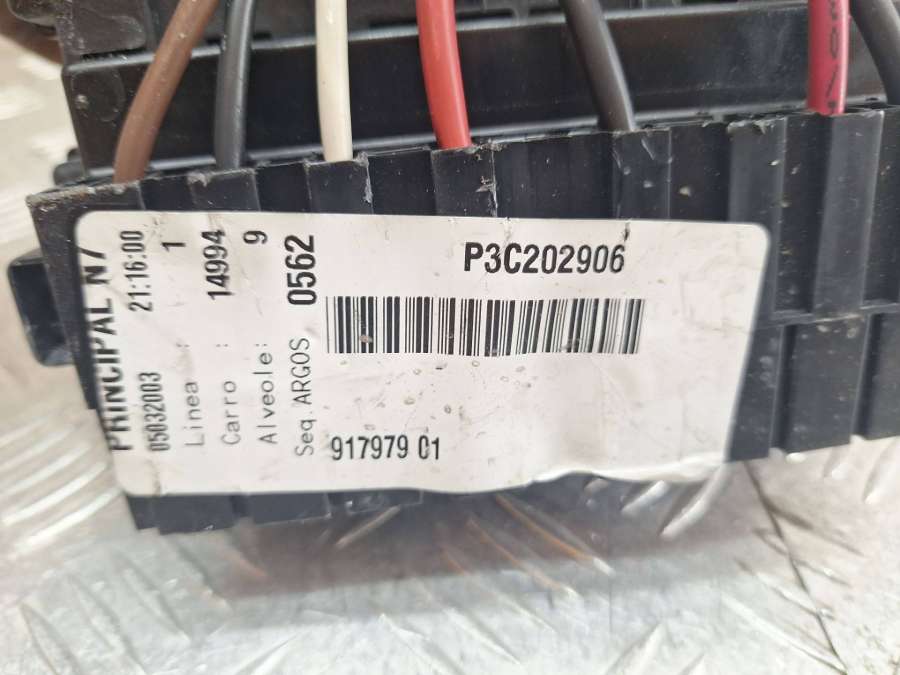 PRINCIPAL N7
05032003 21:16:00
Linea : 1
Carro : 14994
Alveole: 9
Seq.ARGOS 0562
P3C202906
917979 01